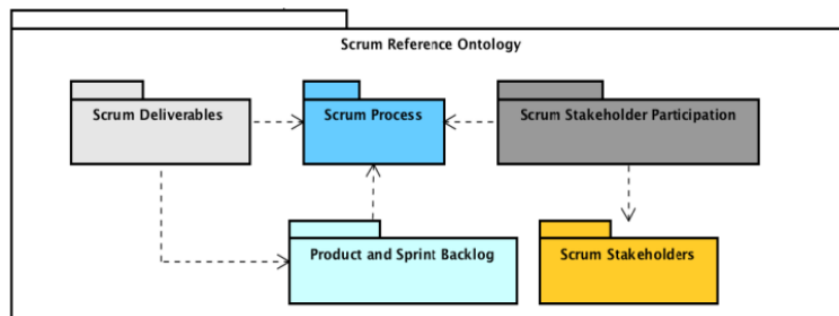 Scrum Reference Ontology
Scrum Deliverables
Scrum Process
Scrum Stakeholder Participation
Product and Sprint Backlog
Scrum Stakeholders